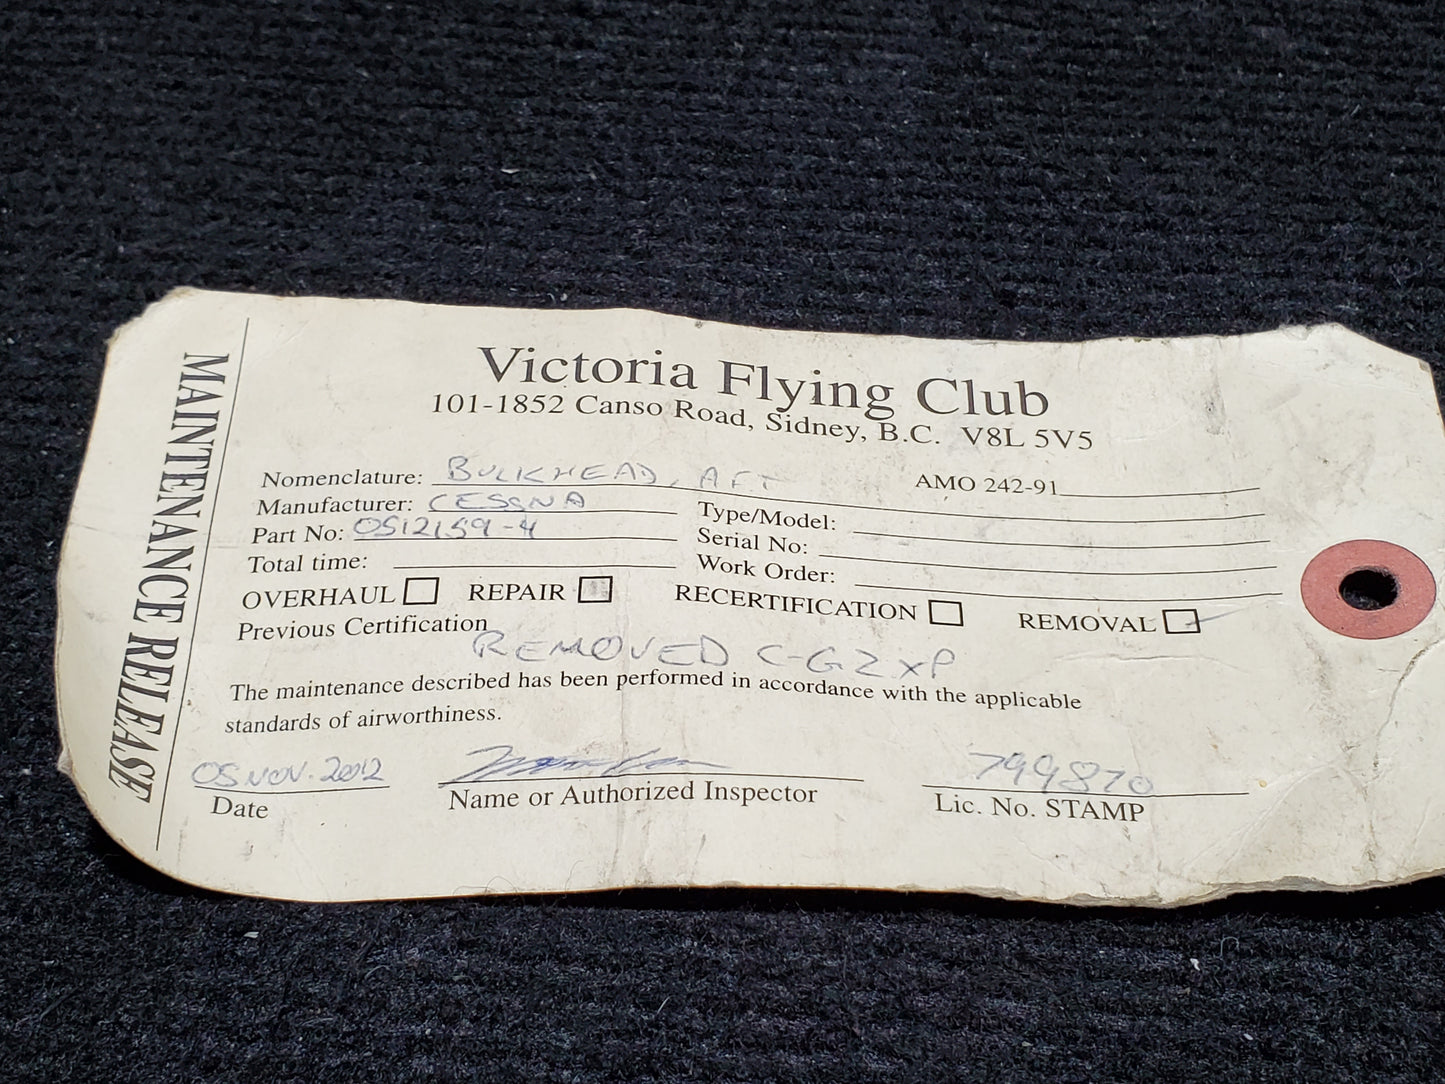 MAINTENANCE RELEASE
Victoria Flying Club
101-1852 Canso Road, Sidney, B.C. V8L 5V5
Nomenclature: BULKHEAD, AFT
AMO 242-91
Manufacturer: CESSNA
Type/Model:
Part No: 0512159-4
Serial No:
Total time:
Work Order:
OVERHAUL REPAIR RECERTIFICATION REMOVAL
Previous Certification
REMOVED C-GZXP
The maintenance described has been performed in accordance with the applicable
standards of airworthiness.
05 NOV. 2012
799870
Date
Name or Authorized Inspector
Lic. No. STAMP